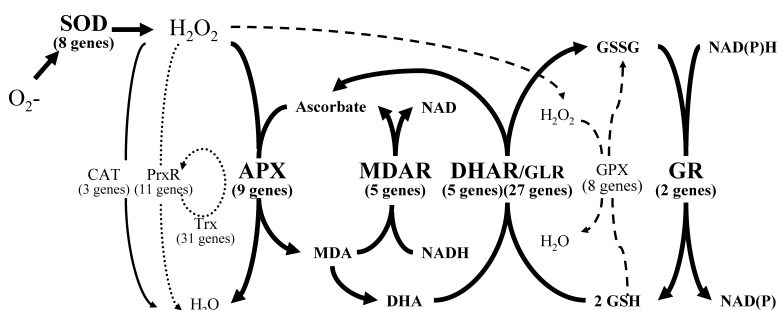 SOD
(8 genes)
H₂O₂
GSSG
NAD(P)H
O₂-
Ascorbate
NAD
H₂O₂
CAT
(3 genes)
PrxR
(11 genes)
APX
(9 genes)
MDAR
(5 genes)
DHAR/GLR
(5 genes)(27 genes)
GPX
(8 genes)
GR
(2 genes)
Trx
(31 genes)
MDA
NADH
H₂O
H₂O
DHA
2 GSH
NAD(P)